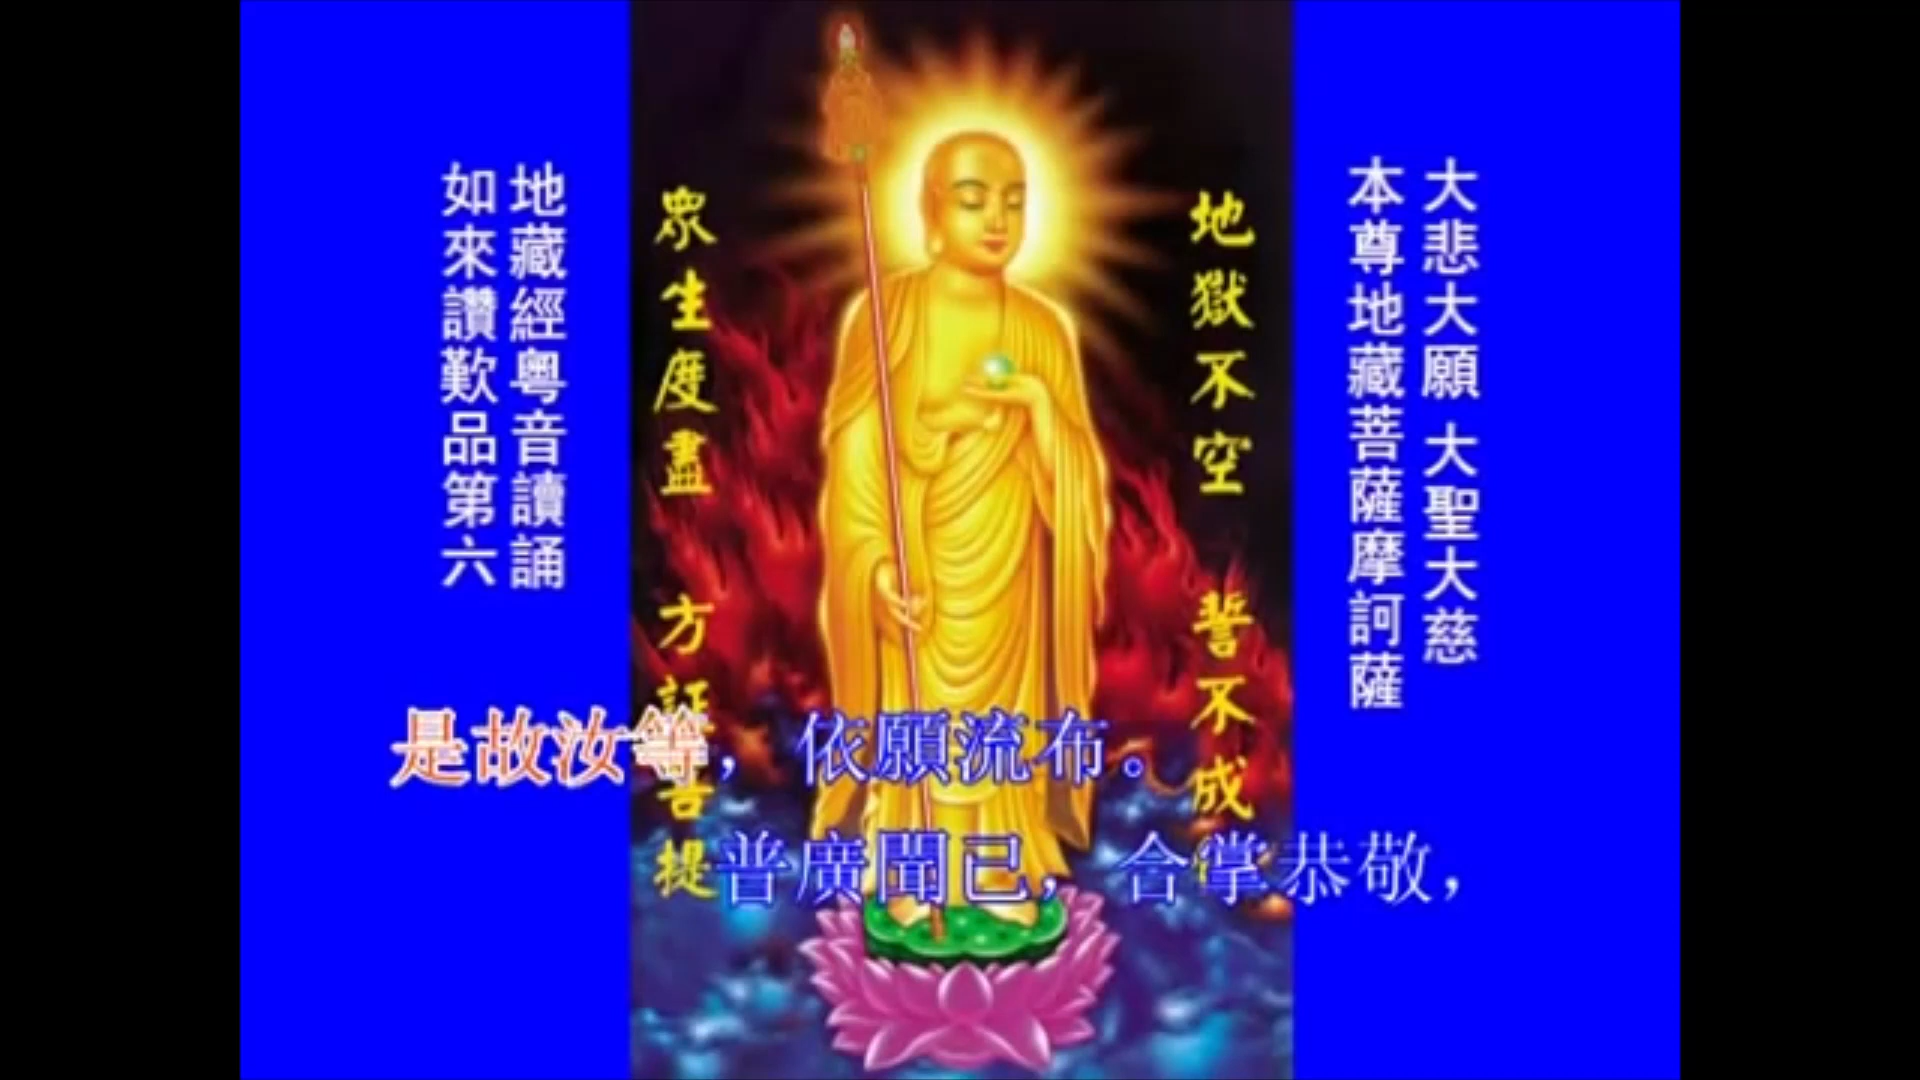 大悲大願 大聖大慈
本尊地藏菩薩摩訶薩
地獄不空 誓不成
眾生度盡 方証菩提
地藏經粵音讀誦
如來讚歎品第六
是故汝等，依願流布。
普廣聞已，合掌恭敬，